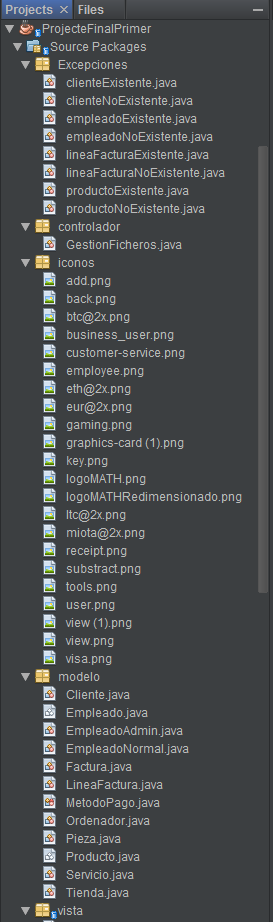 Projects × Files
ProjecteFinalPrimer
Source Packages
Excepciones
clienteExistente.java
clienteNoExistente.java
empleadoExistente.java
empleadoNoExistente.java
lineaFacturaExistente.java
lineaFacturaNoExistente.java
productoExistente.java
productoNoExistente.java
controlador
GestionFicheros.java
iconos
add.png
back.png
btc@2x.png
business_user.png
customer-service.png
employee.png
eth@2x.png
eur@2x.png
gaming.png
graphics-card (1).png
key.png
logoMATH.png
logoMATHRedimensionado.png
ltc@2x.png
miota@2x.png
receipt.png
substract.png
tools.png
user.png
view (1).png
view.png
visa.png
modelo
Cliente.java
Empleado.java
EmpleadoAdmin.java
EmpleadoNormal.java
Factura.java
LineaFactura.java
MetodoPago.java
Ordenador.java
Pieza.java
Producto.java
Servicio.java
Tienda.java
vista